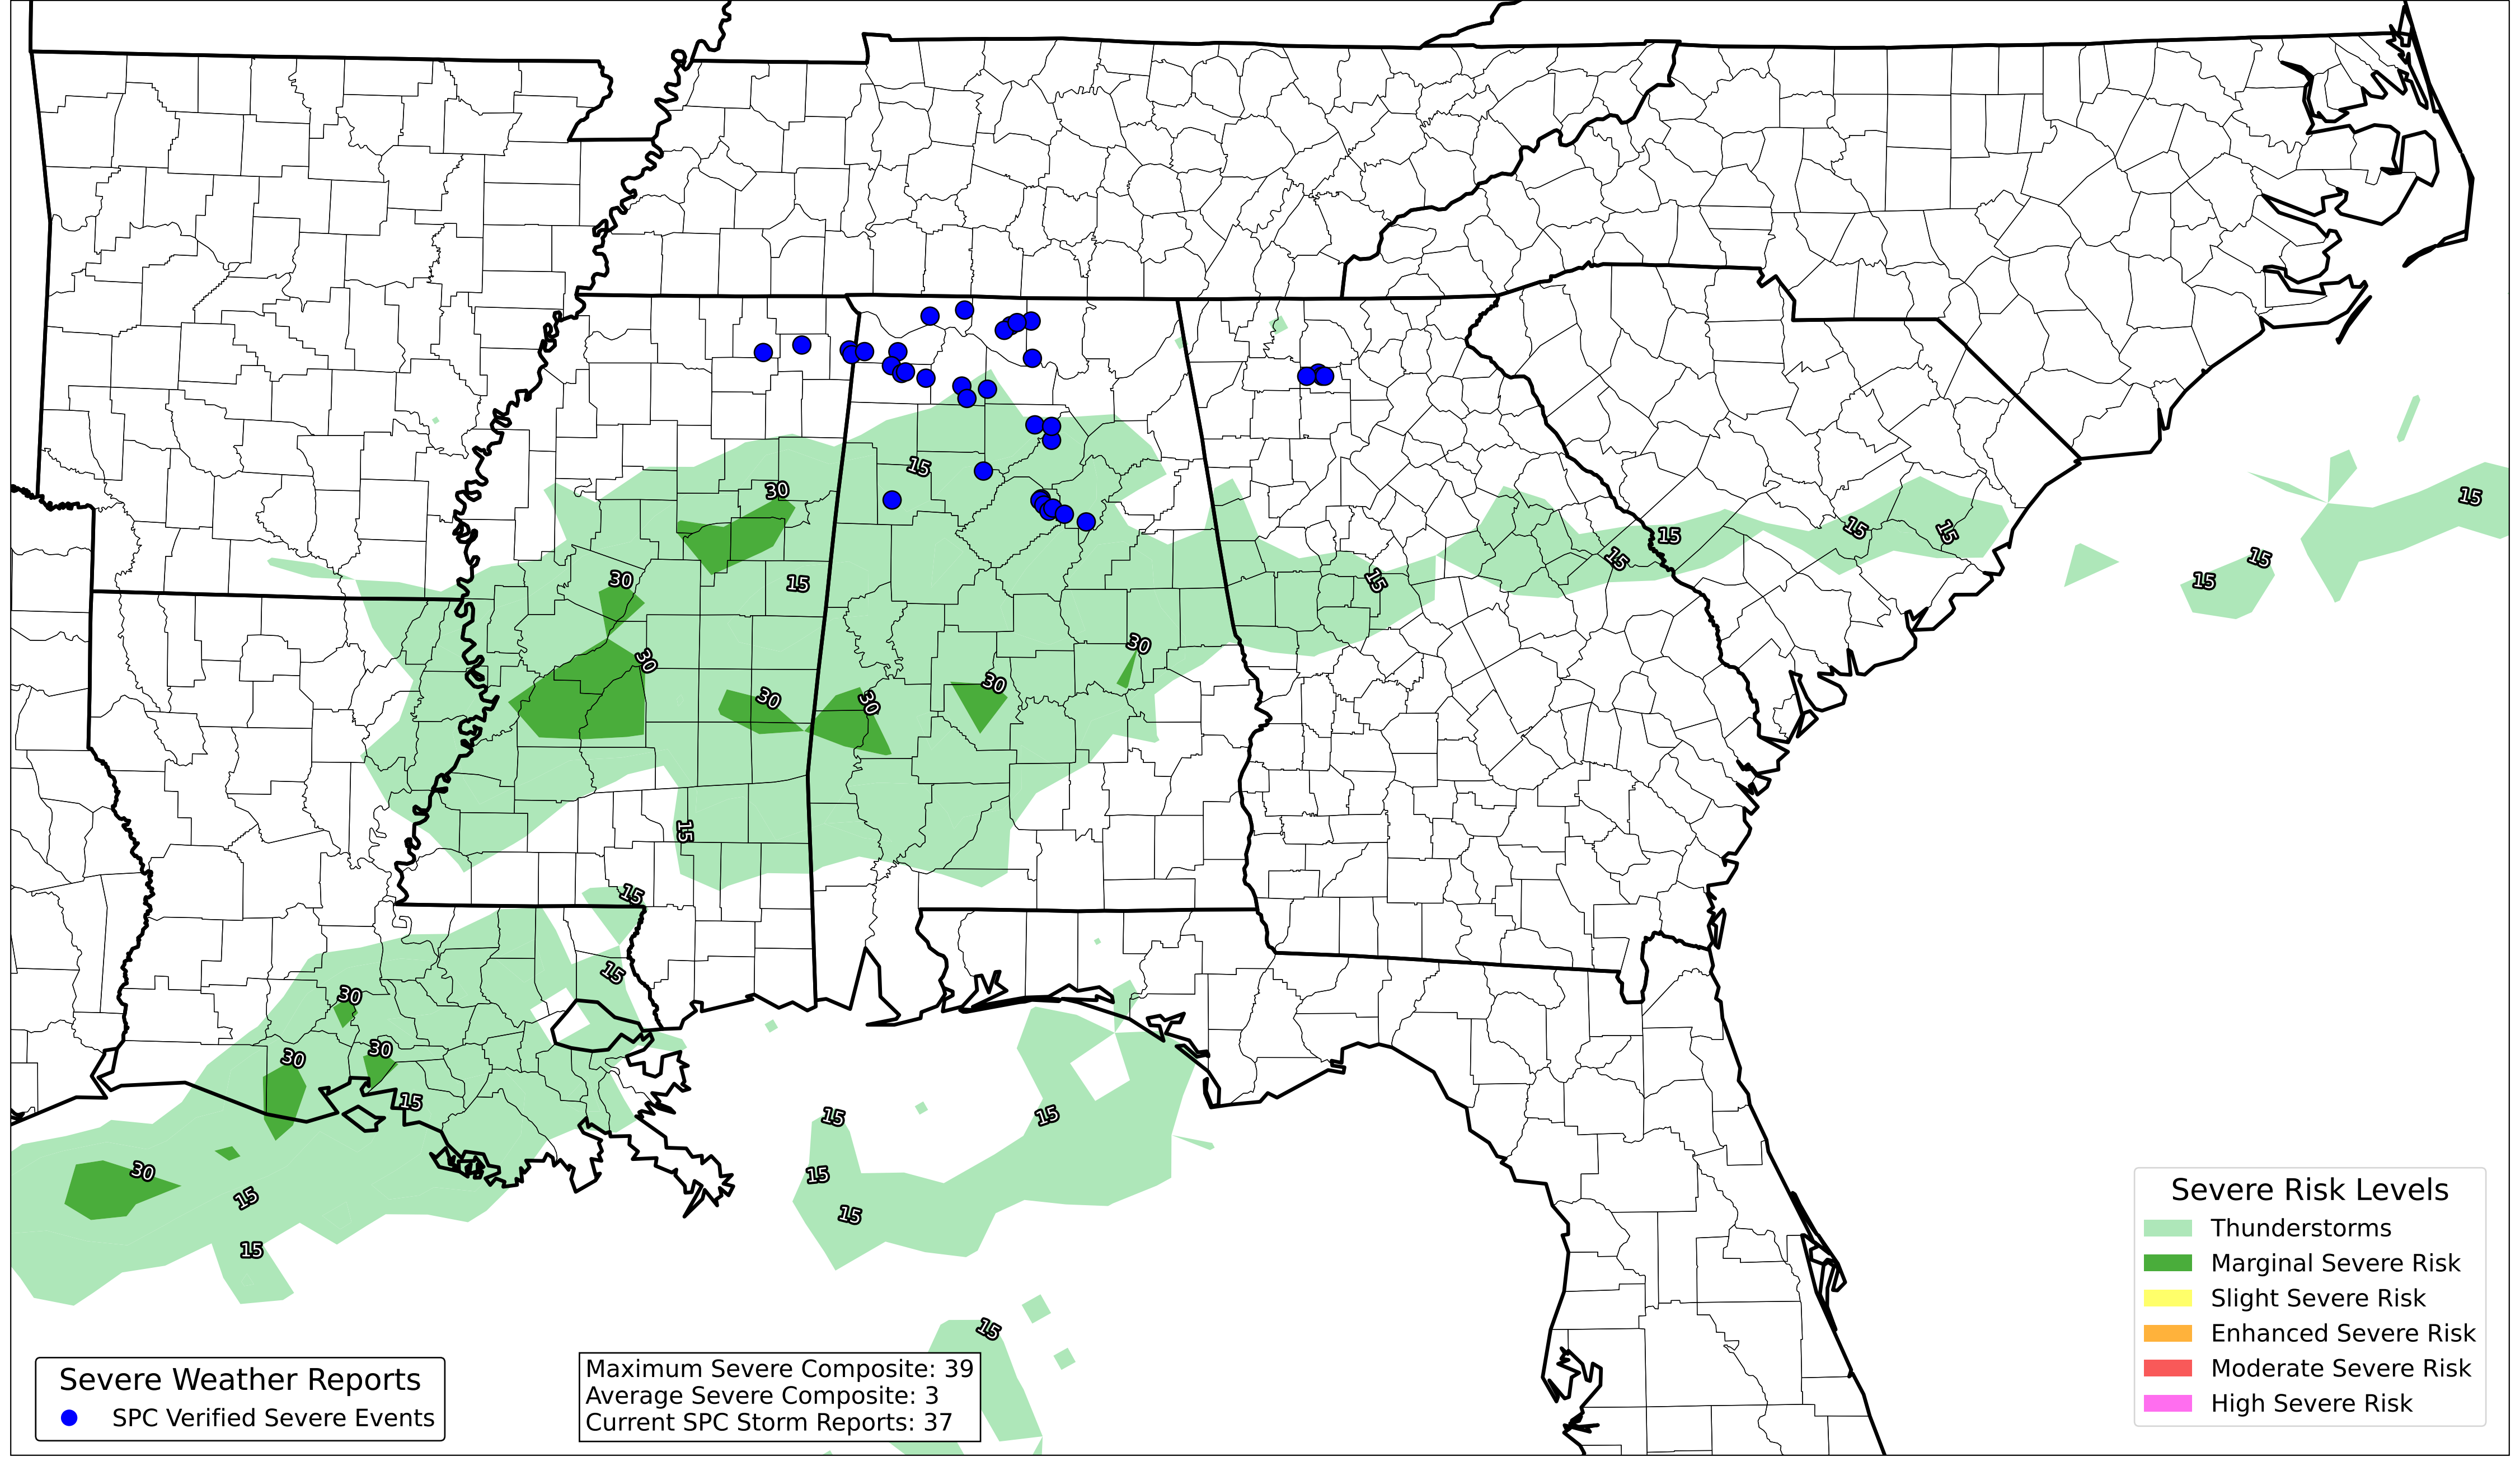 30
15
15
15
15
15
15
30
15
15
15
15
30
30
30
30
30
15
15
15
30
30
30
15
15
15
30
15
15
15
15
15
Severe Risk Levels
Thunderstorms
Marginal Severe Risk
Slight Severe Risk
Enhanced Severe Risk
Moderate Severe Risk
High Severe Risk
Severe Weather Reports
SPC Verified Severe Events
Maximum Severe Composite: 39
Average Severe Composite: 3
Current SPC Storm Reports: 37